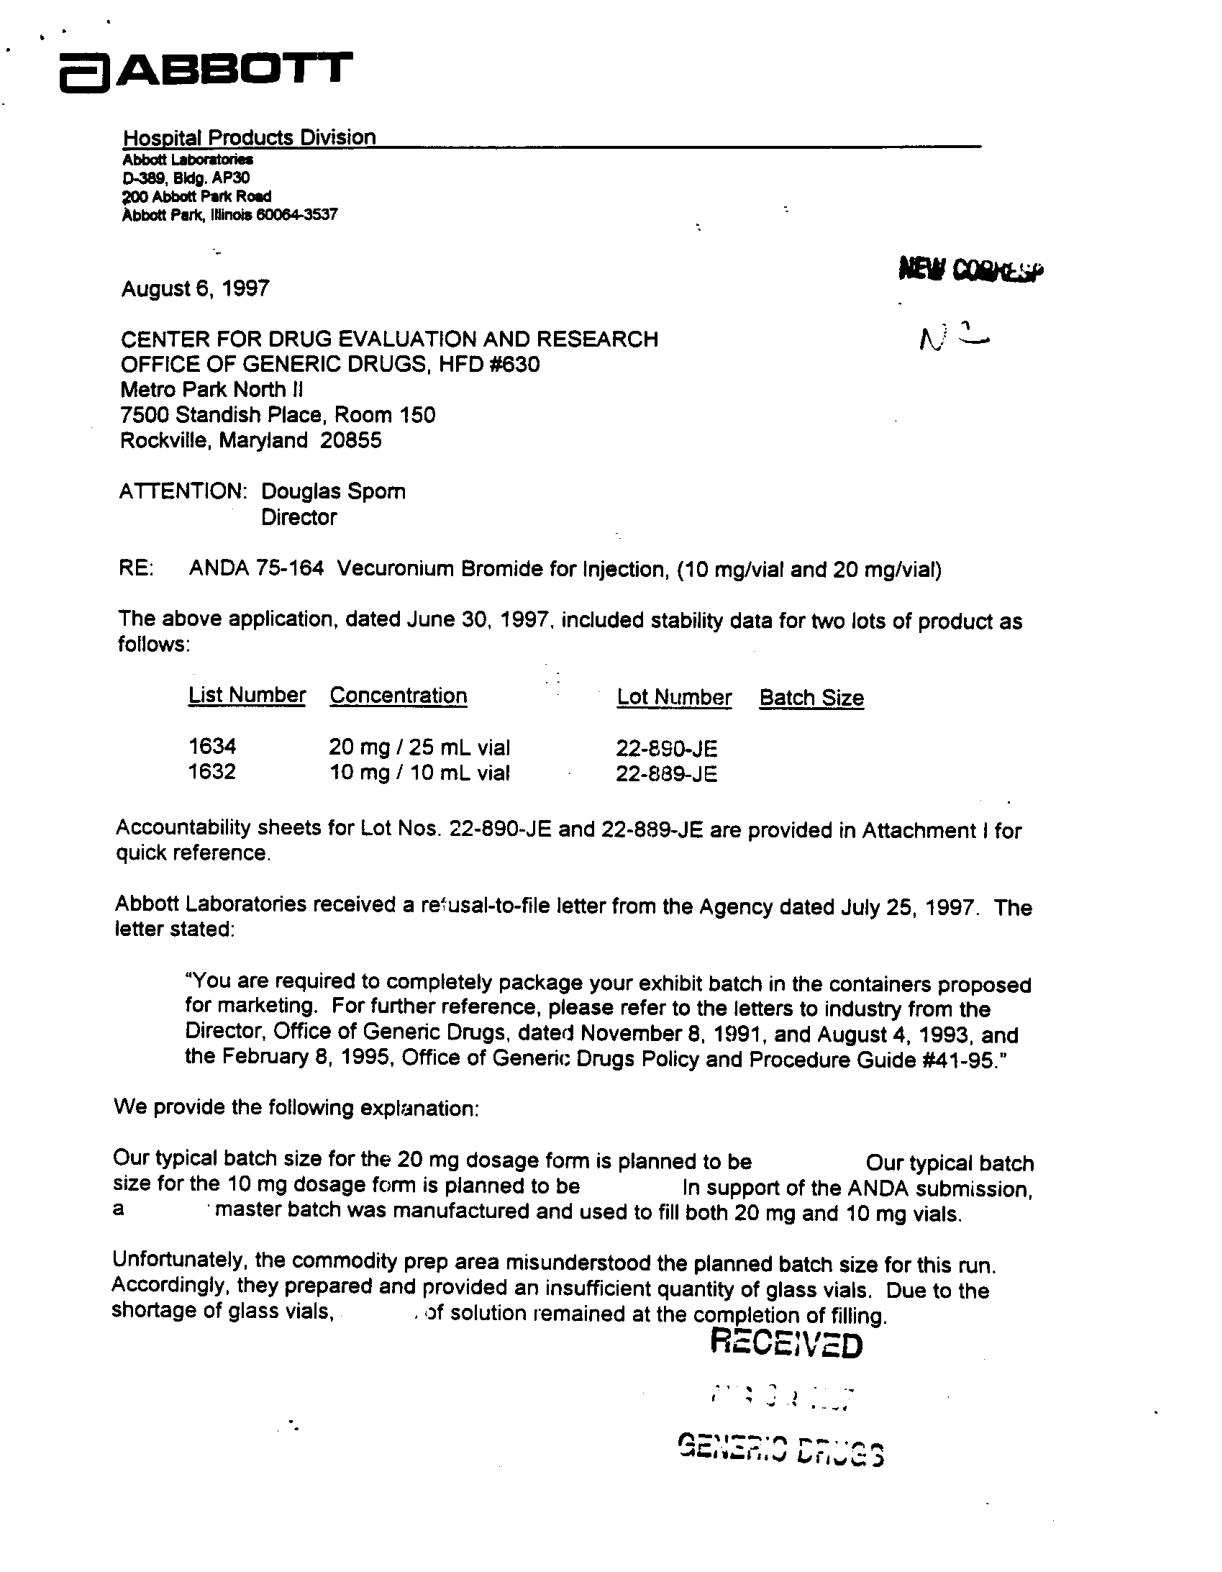 ABBOTT
Hospital Products Division
Abbott Laboratories
D-389, Bldg. AP30
200 Abbott Park Road
Abbott Park, Illinois 60064-3537
NEW CORRESP
August 6, 1997
CENTER FOR DRUG EVALUATION AND RESEARCH
OFFICE OF GENERIC DRUGS, HFD #630
Metro Park North II
7500 Standish Place, Room 150
Rockville, Maryland 20855
ATTENTION: Douglas Sporn
Director
RE: ANDA 75-164 Vecuronium Bromide for Injection, (10 mg/vial and 20 mg/vial)
The above application, dated June 30, 1997, included stability data for two lots of product as
follows:
List Number Concentration Lot Number Batch Size
1634 20 mg / 25 mL vial 22-890-JE
1632 10 mg / 10 mL vial 22-889-JE
Accountability sheets for Lot Nos. 22-890-JE and 22-889-JE are provided in Attachment I for
quick reference.
Abbott Laboratories received a refusal-to-file letter from the Agency dated July 25, 1997. The
letter stated:
"You are required to completely package your exhibit batch in the containers proposed
for marketing. For further reference, please refer to the letters to industry from the
Director, Office of Generic Drugs, dated November 8, 1991, and August 4, 1993, and
the February 8, 1995, Office of Generic Drugs Policy and Procedure Guide #41-95."
We provide the following explanation:
Our typical batch size for the 20 mg dosage form is planned to be Our typical batch
size for the 10 mg dosage form is planned to be In support of the ANDA submission,
a master batch was manufactured and used to fill both 20 mg and 10 mg vials.
Unfortunately, the commodity prep area misunderstood the planned batch size for this run.
Accordingly, they prepared and provided an insufficient quantity of glass vials. Due to the
shortage of glass vials, of solution remained at the completion of filling.
RECEIVED
GENERIC DRUGS